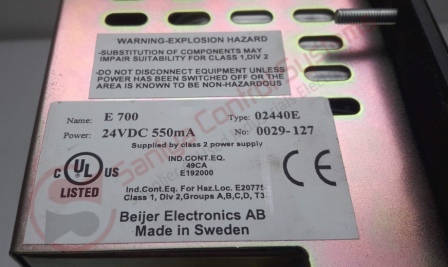 WARNING-EXPLOSION HAZARD
-SUBSTITUTION OF COMPONENTS MAY
IMPAIR SUITABILITY FOR CLASS 1,DIV 2
-DO NOT DISCONNECT EQUIPMENT UNLESS
POWER HAS BEEN SWITCHED OFF OR THE
AREA IS KNOWN TO BE NON-HAZARDOUS
Name: E 700 Type: 02440E
Power: 24VDC 550mA No: 0029-127
Supplied by class 2 power supply
IND.CONT.EQ.
49CA
E192000
C UL US
LISTED
CE
Ind.Cont.Eq. For Haz.Loc. E20775
Class 1, Div 2,Groups A,B,C,D, T3
Beijer Electronics AB
Made in Sweden